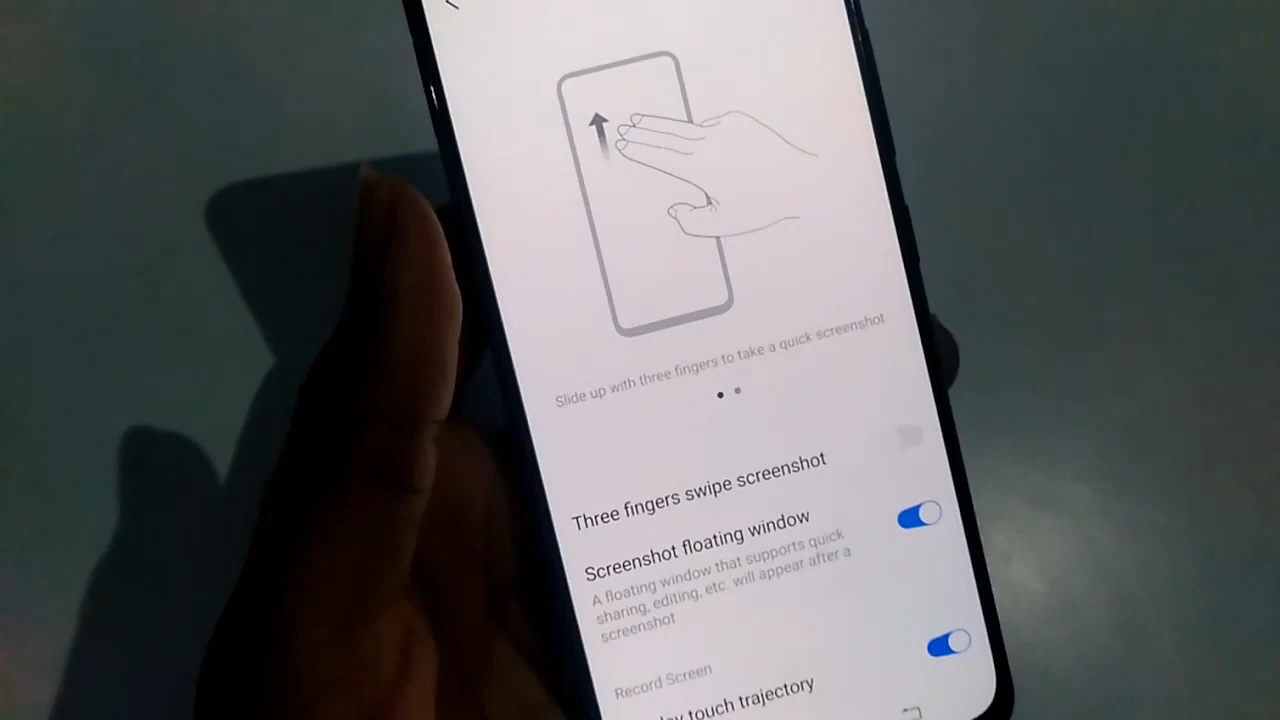 Slide up with three fingers to take a quick screenshot
Three fingers swipe screenshot
Screenshot floating window
A floating window that supports quick
sharing, editing, etc. will appear after a
screenshot
Record Screen
touch trajectory